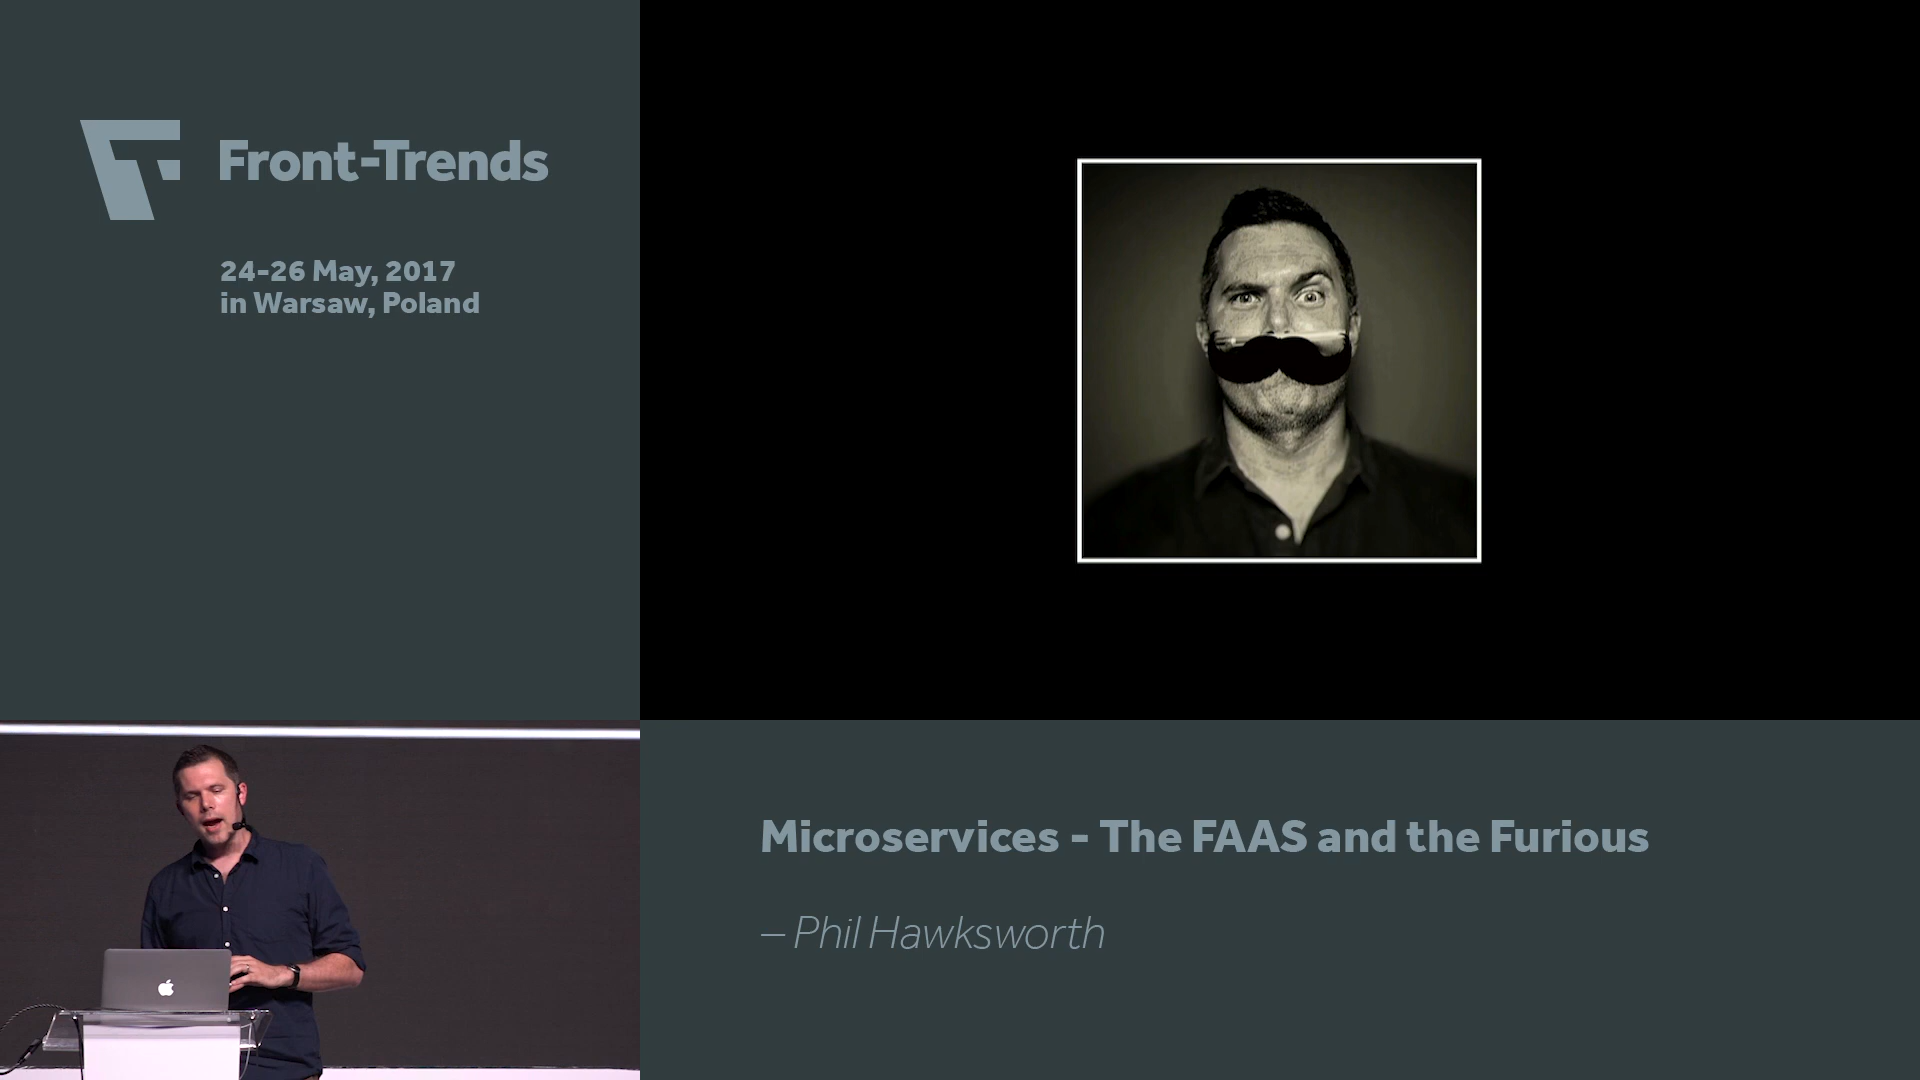 Front-Trends
24-26 May, 2017
in Warsaw, Poland
Microservices - The FAAS and the Furious
– Phil Hawksworth